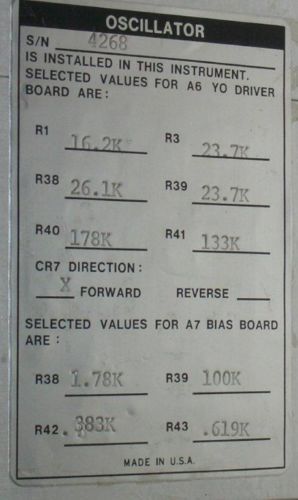 OSCILLATOR
S/N 4268
IS INSTALLED IN THIS INSTRUMENT.
SELECTED VALUES FOR A6 YO DRIVER
BOARD ARE :
R1 16.2K R3 23.7K
R38 26.1K R39 23.7K
R40 178K R41 133K
CR7 DIRECTION :
X FORWARD REVERSE
SELECTED VALUES FOR A7 BIAS BOARD
ARE :
R38 1.78K R39 100K
R42 .383K R43 .619K
MADE IN U.S.A.